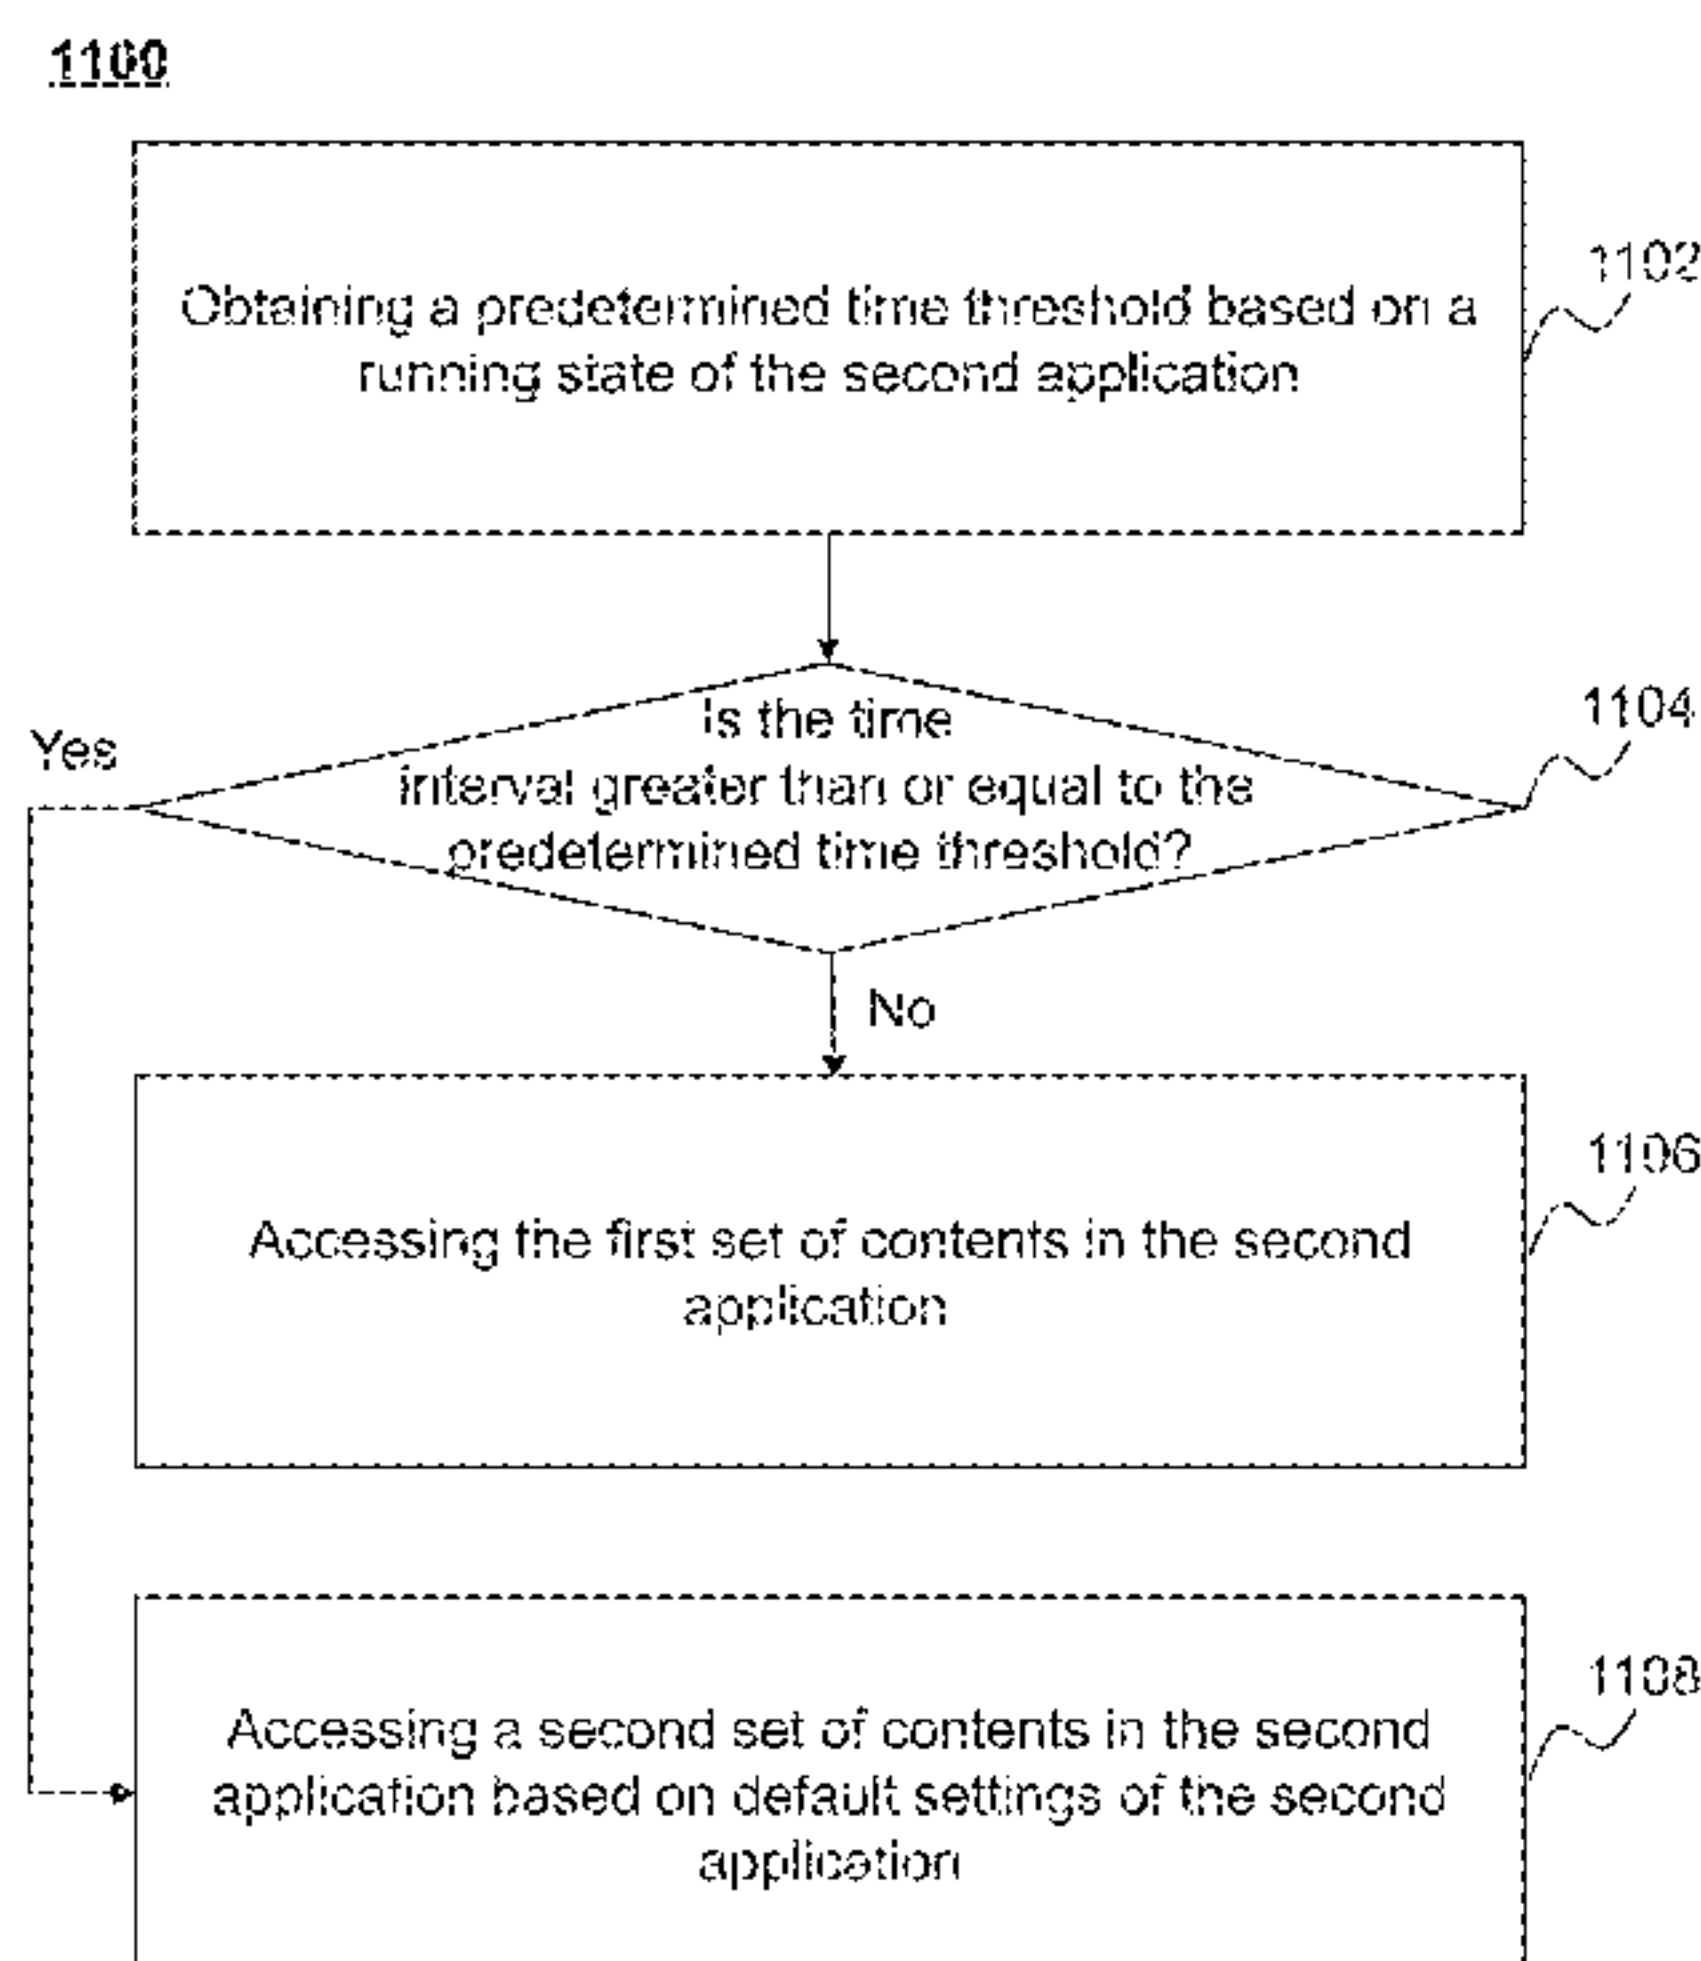 1100
Obtaining a predetermined time threshold based on a
running state of the second application
1102
Is the time
interval greater than or equal to the
predetermined time threshold?
1104
Yes
No
Accessing the first set of contents in the second
application
1106
Accessing a second set of contents in the second
application based on default settings of the second
application
1108